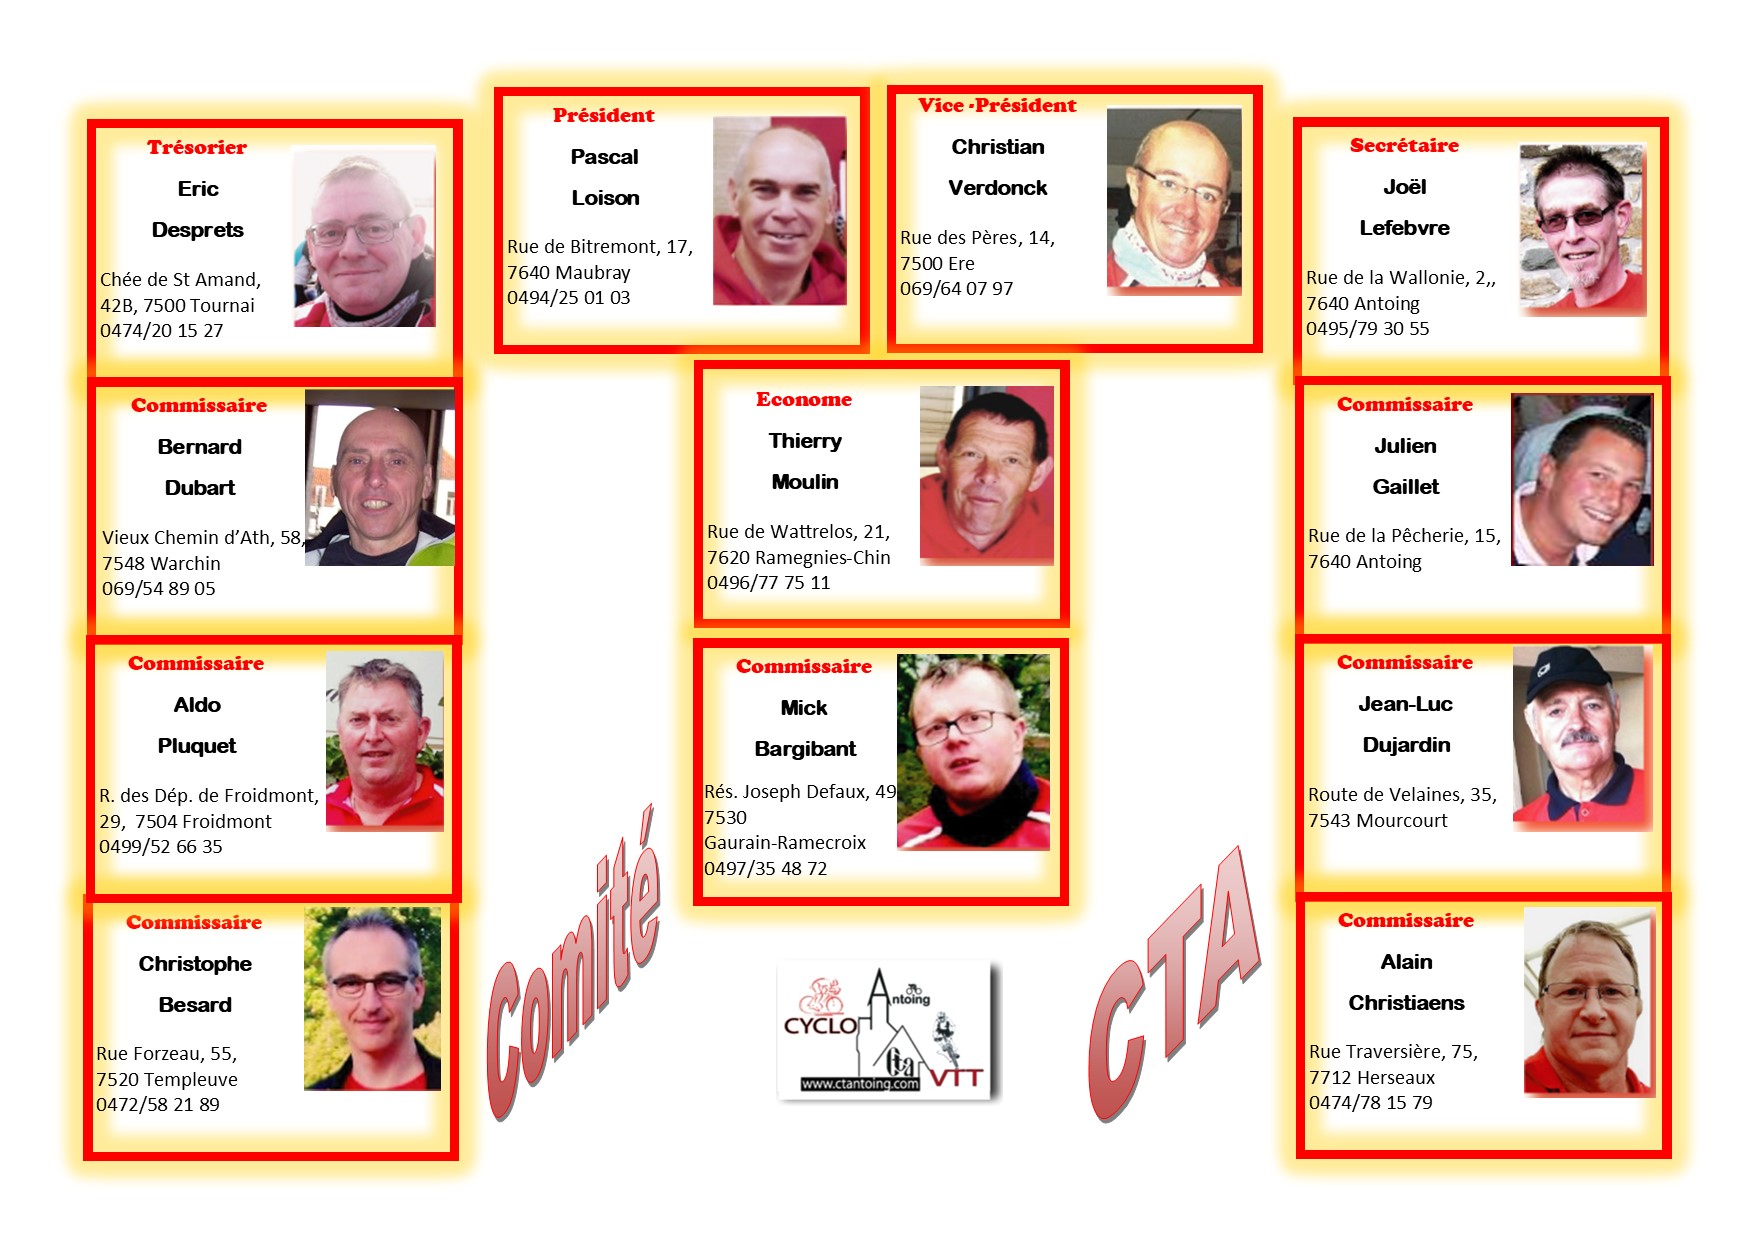 Trésorier
Eric
Desprets
Chée de St Amand,
42B, 7500 Tournai
0474/20 15 27
Président
Pascal
Loison
Rue de Bitremont, 17,
7640 Maubray
0494/25 01 03
Vice -Président
Christian
Verdonck
Rue des Pères, 14,
7500 Ere
069/64 07 97
Secrétaire
Joël
Lefebvre
Rue de la Wallonie, 2,,
7640 Antoing
0495/79 30 55
Commissaire
Bernard
Dubart
Vieux Chemin d’Ath, 58,
7548 Warchin
069/54 89 05
Econome
Thierry
Moulin
Rue de Wattrelos, 21,
7620 Ramegnies-Chin
0496/77 75 11
Commissaire
Julien
Gaillet
Rue de la Pêcherie, 15,
7640 Antoing
Commissaire
Aldo
Pluquet
R. des Dép. de Froidmont,
29,  7504 Froidmont
0499/52 66 35
Commissaire
Mick
Bargibant
Rés. Joseph Defaux, 49
7530
Gaurain-Ramecroix
0497/35 48 72
Commissaire
Jean-Luc
Dujardin
Route de Velaines, 35,
7543 Mourcourt
Commissaire
Christophe
Besard
Rue Forzeau, 55,
7520 Templeuve
0472/58 21 89
Comité
CTA
Antoing
CYCLO
Cta
www.ctantoing.com
VTT
Commissaire
Alain
Christiaens
Rue Traversière, 75,
7712 Herseaux
0474/78 15 79